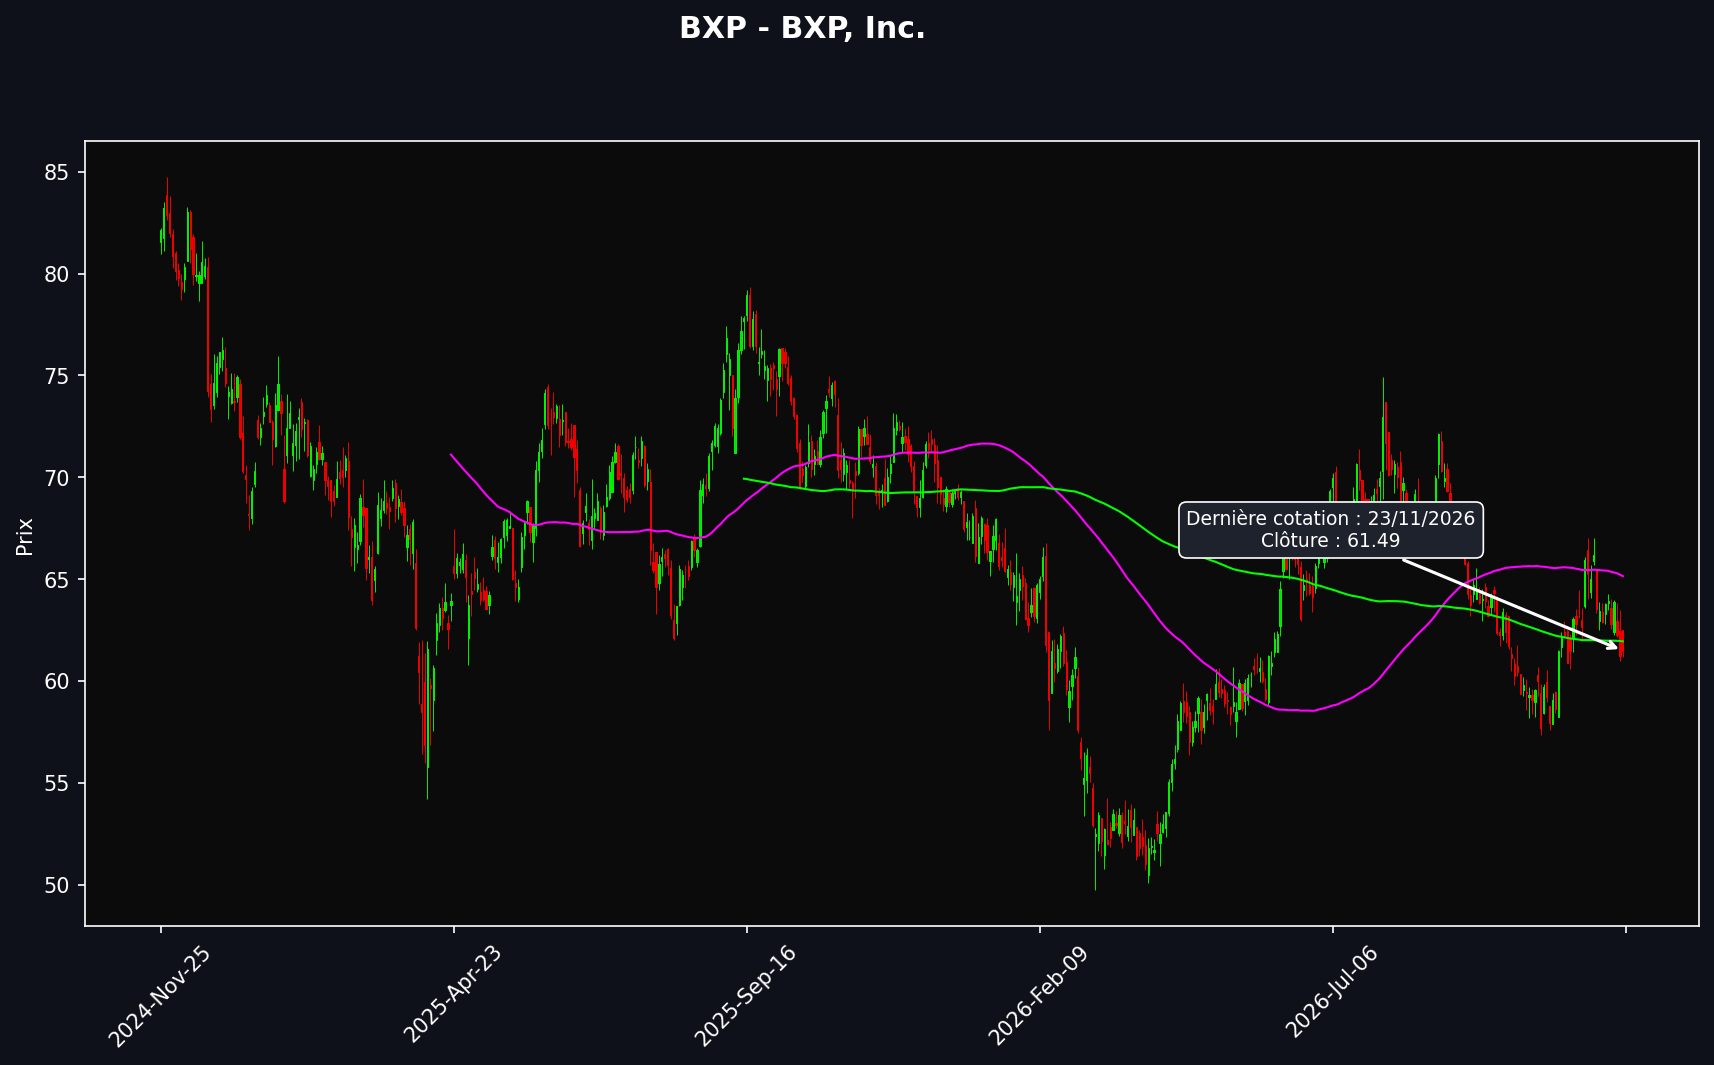 BXP - BXP, Inc.
Prix
85
80
75
70
65
60
55
50
Dernière cotation : 23/11/2026
Clôture : 61.49
2024-Nov-25
2025-Apr-23
2025-Sep-16
2026-Feb-09
2026-Jul-06